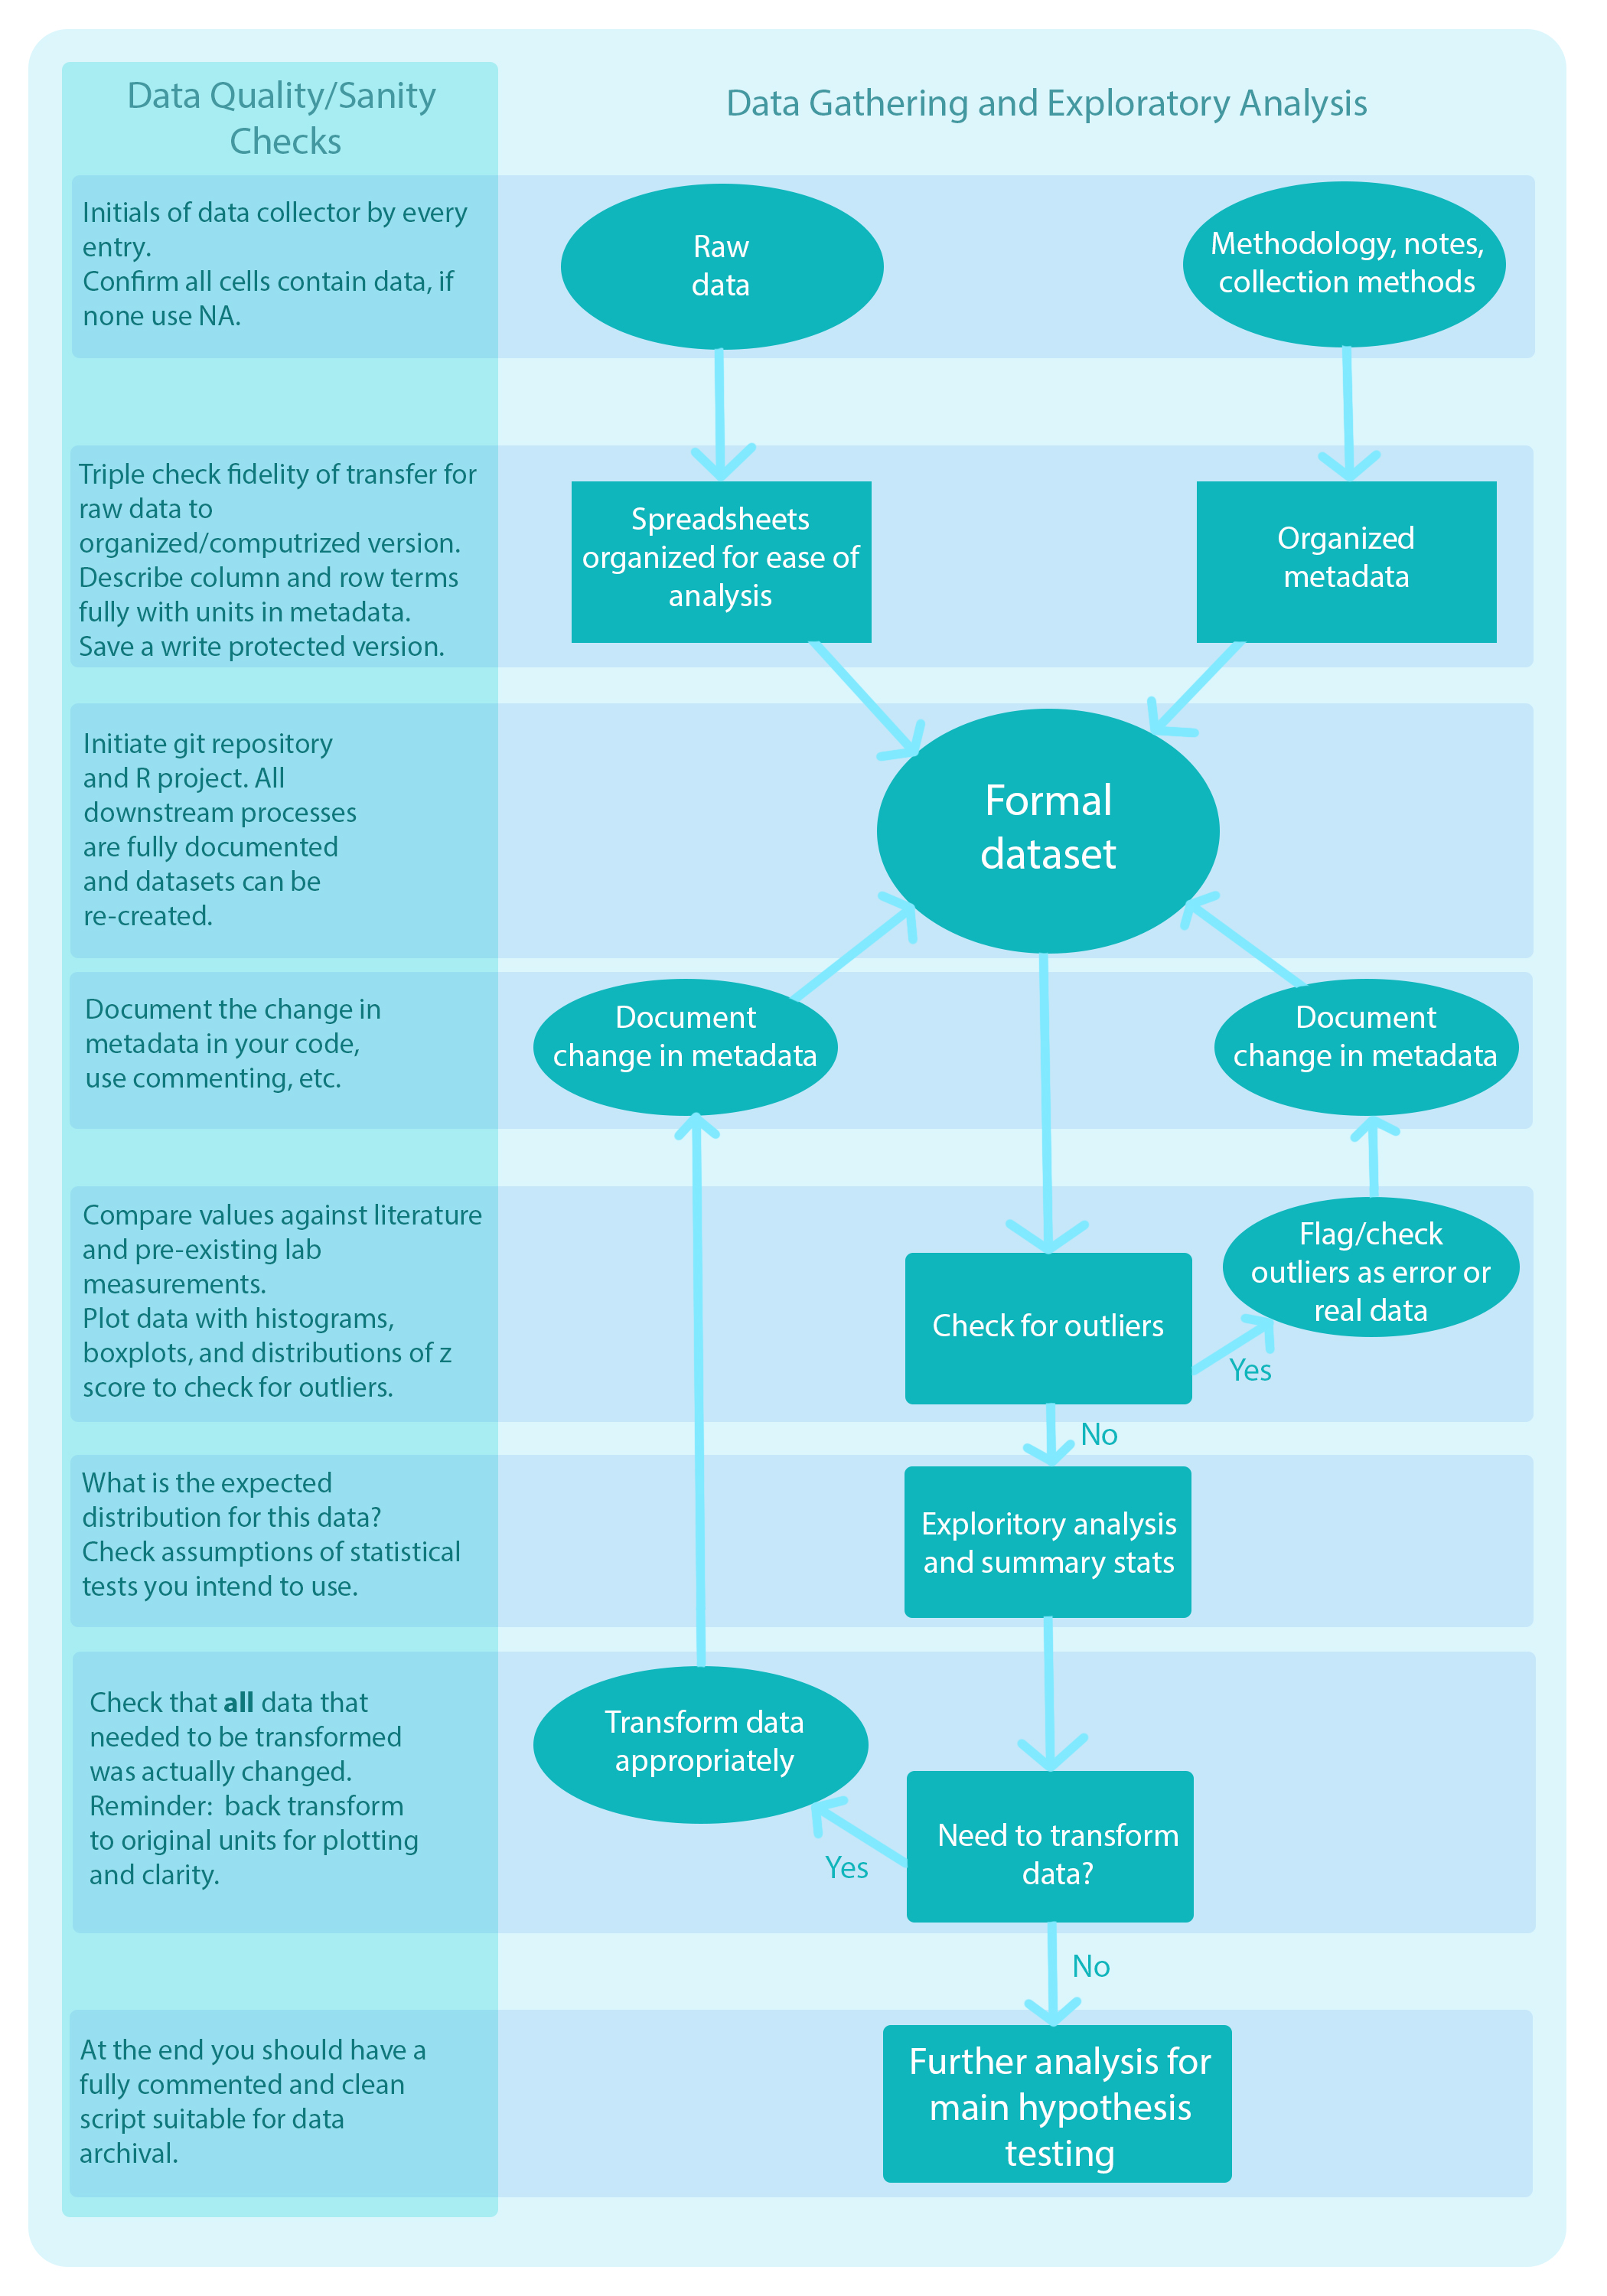 Data Quality/Sanity
Checks
Data Gathering and Exploratory Analysis
Initials of data collector by every
entry.
Confirm all cells contain data, if
none use NA.
Raw
data
Methodology, notes,
collection methods
Triple check fidelity of transfer for
raw data to
organized/computrized version.
Describe column and row terms
fully with units in metadata.
Save a write protected version.
Spreadsheets
organized for ease of
analysis
Organized
metadata
Initiate git repository
and R project. All
downstream processes
are fully documented
and datasets can be
re-created.
Formal
dataset
Document the change in
metadata in your code,
use commenting, etc.
Document
change in metadata
Document
change in metadata
Compare values against literature
and pre-existing lab
measurements.
Plot data with histograms,
boxplots, and distributions of z
score to check for outliers.
Check for outliers
Flag/check
outliers as error or
real data
Yes
No
What is the expected
distribution for this data?
Check assumptions of statistical
tests you intend to use.
Exploritory analysis
and summary stats
Check that all data that
needed to be transformed
was actually changed.
Reminder:  back transform
to original units for plotting
and clarity.
Transform data
appropriately
Need to transform
data?
Yes
No
At the end you should have a
fully commented and clean
script suitable for data
archival.
Further analysis for
main hypothesis
testing